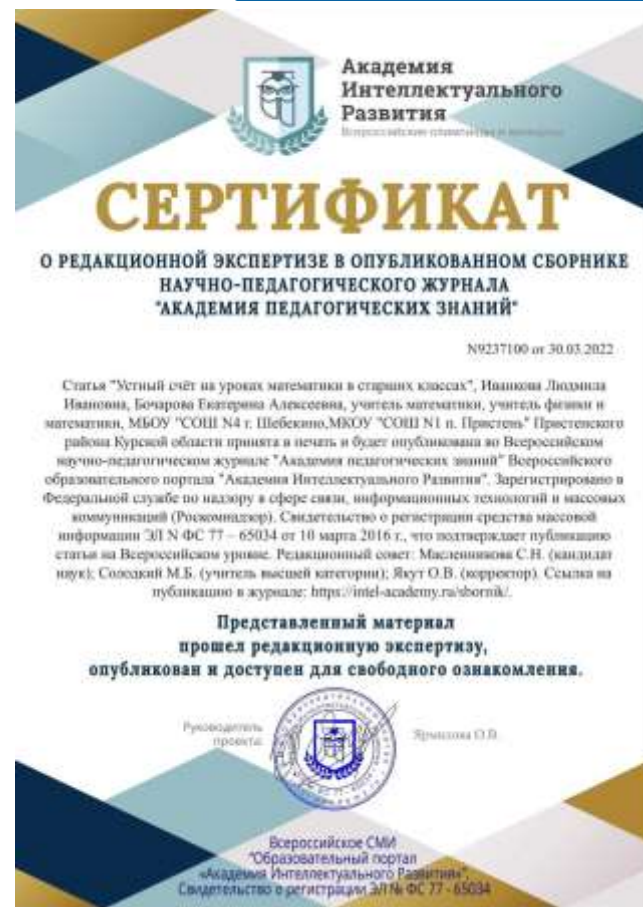 Академия
Интеллектуального
Развития
Всероссийские олимпиады и конкурсы
СЕРТИФИКАТ
О РЕДАКЦИОННОЙ ЭКСПЕРТИЗЕ В ОПУБЛИКОВАННОМ СБОРНИКЕ
НАУЧНО-ПЕДАГОГИЧЕСКОГО ЖУРНАЛА
"АКАДЕМИЯ ПЕДАГОГИЧЕСКИХ ЗНАНИЙ"
N9237100 от 30.03.2022
Статья "Устный счёт на уроках математики в старших классах", Иванкова Людмила
Ивановна, Бочарова Екатерина Алексеевна, учитель математики, учитель физики и
математики, МБОУ "СОШ N4 г. Шебекино,МКОУ "СОШ N1 п. Пристень" Пристенского
района Курской области принята в печать и будет опубликована во Всероссийском
научно-педагогическом журнале "Академия педагогических знаний" Всероссийского
образовательного портала "Академия Интеллектуального Развития". Зарегистрировано в
Федеральной службе по надзору в сфере связи, информационных технологий и массовых
коммуникаций (Роскомнадзор). Свидетельство о регистрации средства массовой
информации ЭЛ N ФС 77 – 65034 от 10 марта 2016 г., что подтверждает публикацию
статьи на Всероссийском уровне. Редакционный совет: Масленникова С.Н. (кандидат
наук); Солодкий М.Б. (учитель высшей категории); Якут О.В. (корректор). Ссылка на
публикацию в журнале: https://intel-academy.ru/sbornik/.
Представленный материал
прошел редакционную экспертизу,
опубликован и доступен для свободного ознакомления.
Руководитель
проекта:
О.В.
Всероссийское СМИ
"Образовательный портал
«Академия Интеллектуального Развития»",
Свидетельство о регистрации ЭЛ № ФС 77 - 65034